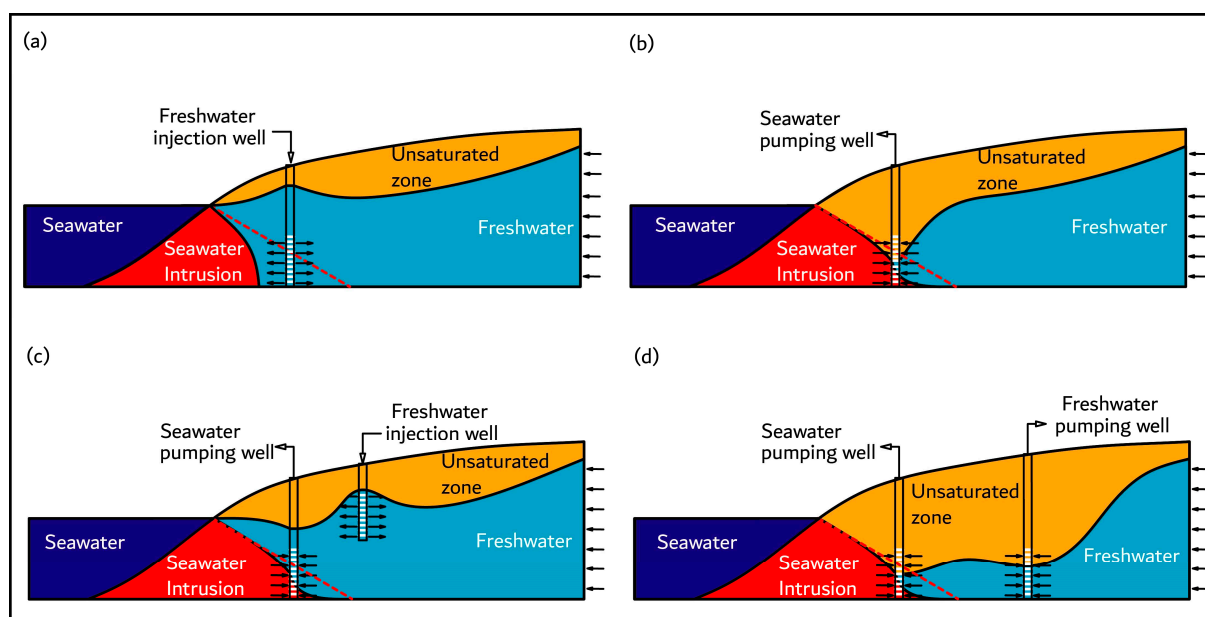 (a)
Freshwater
injection well
Unsaturated
zone
Seawater
Seawater
Intrusion
Freshwater
(b)
Seawater
pumping well
Unsaturated
zone
Seawater
Seawater
Intrusion
Freshwater
(c)
Seawater
pumping well
Freshwater
injection well
Unsaturated
zone
Seawater
Seawater
Intrusion
Freshwater
(d)
Seawater
pumping well
Freshwater
pumping well
Unsaturated
zone
Seawater
Seawater
Intrusion
Freshwater